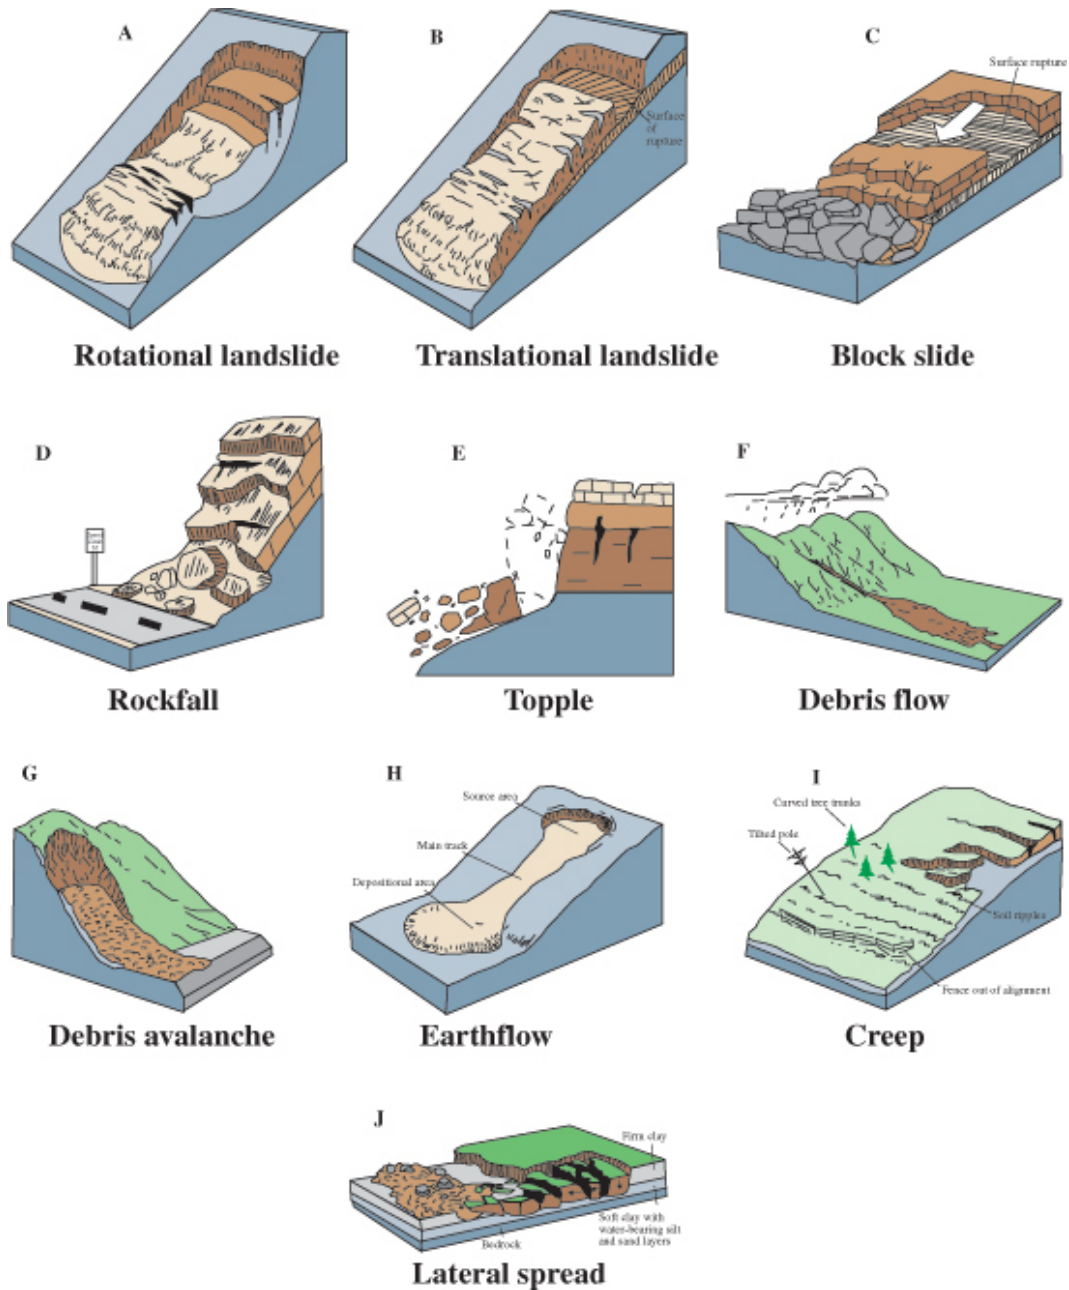 A
B
C
Surface rupture
Surface
of
rupture
Rotational landslide
Translational landslide
Block slide
D
E
F
Rockfall
Topple
Debris flow
G
H
I
Source area
Curved tree trunks
Main track
Tilted pole
Depositional area
Soil ripples
Fence out of alignment
Debris avalanche
Earthflow
Creep
J
Firm clay
Soft clay with
water-bearing silt
and sand layers
Bedrock
Lateral spread